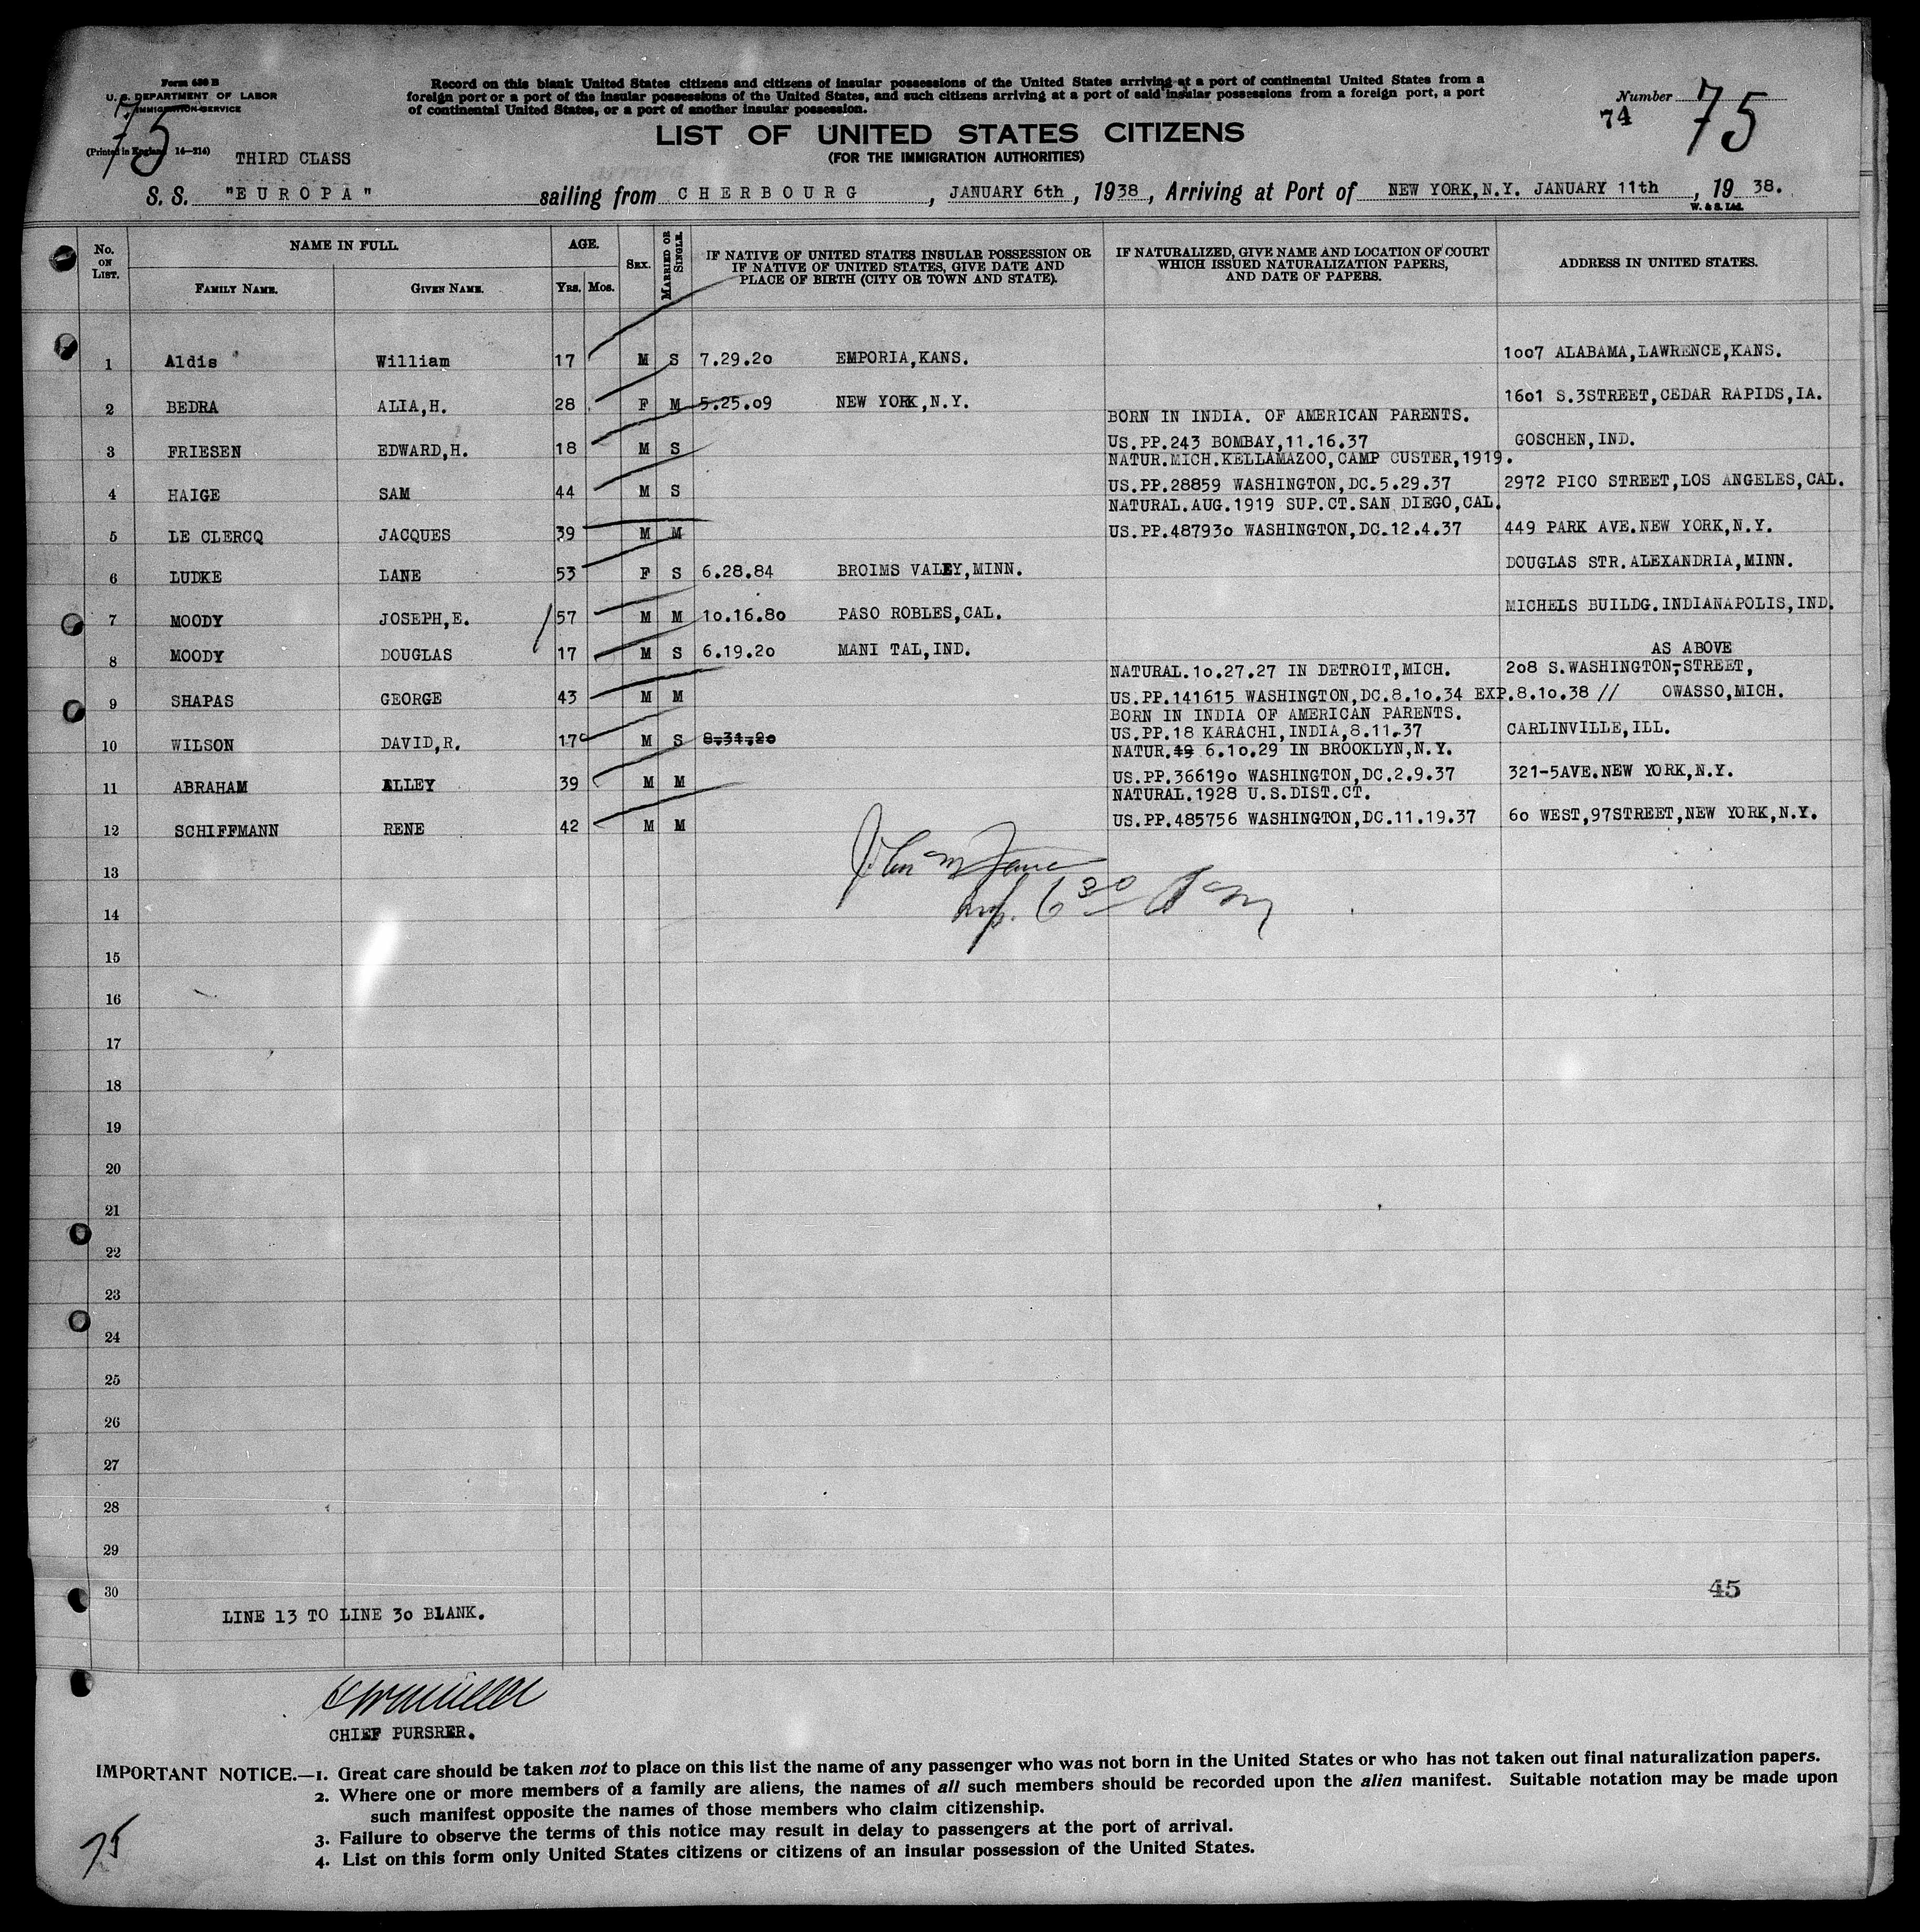 Form 630 B
U. S. DEPARTMENT OF LABOR
IMMIGRATION SERVICE
75
(Printed in England 14—214)
Record on this blank United States citizens and citizens of insular possessions of the United States arriving at a port of continental United States from a
foreign port or a port of the insular possessions of the United States, and such citizens arriving at a port of said insular possessions from a foreign port, a port
of continental United States, or a port of another insular possession.
Number 75
74
LIST OF UNITED STATES CITIZENS
(FOR THE IMMIGRATION AUTHORITIES)
THIRD CLASS
S. S. "EUROPA" sailing from CHERBOURG, JANUARY 6th, 1938, Arriving at Port of NEW YORK,N.Y. JANUARY 11th, 19 38.
W. & S. Ltd.
No. ON LIST. NAME IN FULL. AGE. SEX. MARRIED OR SINGLE. IF NATIVE OF UNITED STATES INSULAR POSSESSION OR IF NATIVE OF UNITED STATES, GIVE DATE AND PLACE OF BIRTH (CITY OR TOWN AND STATE). IF NATURALIZED, GIVE NAME AND LOCATION OF COURT WHICH ISSUED NATURALIZATION PAPERS, AND DATE OF PAPERS. ADDRESS IN UNITED STATES.
FAMILY NAME. GIVEN NAME. YRS. MOS.
1 Aldis William 17 M S 7.29.20 EMPORIA,KANS. 1007 ALABAMA,LAWRENCE,KANS.
2 BEDRA ALIA,H. 28 F M 5.25.09 NEW YORK,N.Y. 1601 S.3STREET,CEDAR RAPIDS,IA.
BORN IN INDIA. OF AMERICAN PARENTS.
3 FRIESEN EDWARD,H. 18 M S US.PP.243 BOMBAY,11.16.37 GOSCHEN,IND.
NATUR.MICH.KELLAMAZOO,CAMP CUSTER,1919.
4 HAIGE SAM 44 M S US.PP.28859 WASHINGTON,DC.5.29.37 2972 PICO STREET,LOS ANGELES,CAL.
NATURAL.AUG.1919 SUP.CT.SAN DIEGO,CAL.
5 LE CLERCQ JACQUES 39 M M US.PP.487930 WASHINGTON,DC.12.4.37 449 PARK AVE.NEW YORK,N.Y.
6 LUDKE LANE 53 F S 6.28.84 BROIMS VALEY,MINN. DOUGLAS STR.ALEXANDRIA,MINN.
7 MOODY JOSEPH,E. 57 M M 10.16.80 PASO ROBLES,CAL. MICHELS BUILDG.INDIANAPOLIS,IND.
8 MOODY DOUGLAS 17 M S 6.19.20 MANI TAL,IND. AS ABOVE
NATURAL.10.27.27 IN DETROIT,MICH. 208 S.WASHINGTON,STREET,
9 SHAPAS GEORGE 43 M M US.PP.141615 WASHINGTON,DC.8.10.34 EXP.8.10.38 // OWASSO,MICH.
BORN IN INDIA OF AMERICAN PARENTS.
10 WILSON DAVID,R. 17 M S 8.31.20 US.PP.18 KARACHI,INDIA,8.11.37 CARLINVILLE,ILL.
NATUR.19 6.10.29 IN BROOKLYN,N.Y.
11 ABRAHAM ALLEY 39 M M US.PP.366190 WASHINGTON,DC.2.9.37 321-5AVE.NEW YORK,N.Y.
NATURAL.1928 U.S.DIST.CT.
12 SCHIFFMANN RENE 42 M M US.PP.485756 WASHINGTON,DC.11.19.37 60 WEST,97STREET,NEW YORK,N.Y.
13
14
15
16
17
18
19
20
21
22
23
24
25
26
27
28
29
30
45
LINE 13 TO LINE 30 BLANK.
CHIEF PURSRER.
IMPORTANT NOTICE.—1. Great care should be taken not to place on this list the name of any passenger who was not born in the United States or who has not taken out final naturalization papers.
2. Where one or more members of a family are aliens, the names of all such members should be recorded upon the alien manifest. Suitable notation may be made upon
such manifest opposite the names of those members who claim citizenship.
3. Failure to observe the terms of this notice may result in delay to passengers at the port of arrival.
4. List on this form only United States citizens or citizens of an insular possession of the United States.
75